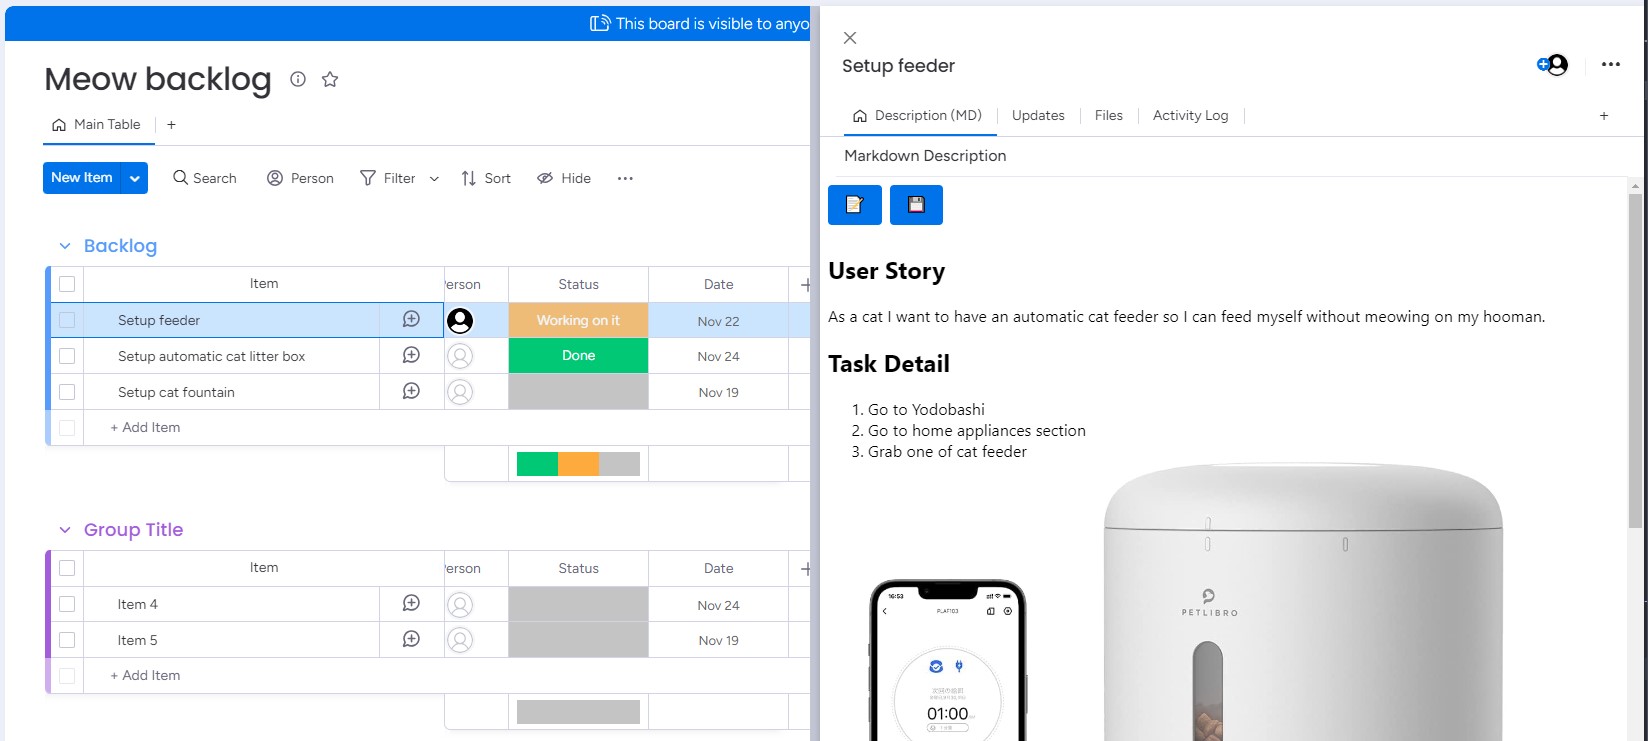 This board is visible to anyo
Meow backlog
Main Table
+
New Item
Search
Person
Filter
Sort
Hide
Backlog
Item
erson
Status
Date
+
Setup feeder
Working on it
Nov 22
Setup automatic cat litter box
Done
Nov 24
Setup cat fountain
Nov 19
+ Add Item
Group Title
Item
erson
Status
Date
+
Item 4
Nov 24
Item 5
Nov 19
+ Add Item
Setup feeder
Description (MD)
Updates
Files
Activity Log
+
Markdown Description
User Story
As a cat I want to have an automatic cat feeder so I can feed myself without meowing on my hooman.
Task Detail
1. Go to Yodobashi
2. Go to home appliances section
3. Grab one of cat feeder
PETLIBRO
16:53
PLAF103
01:00